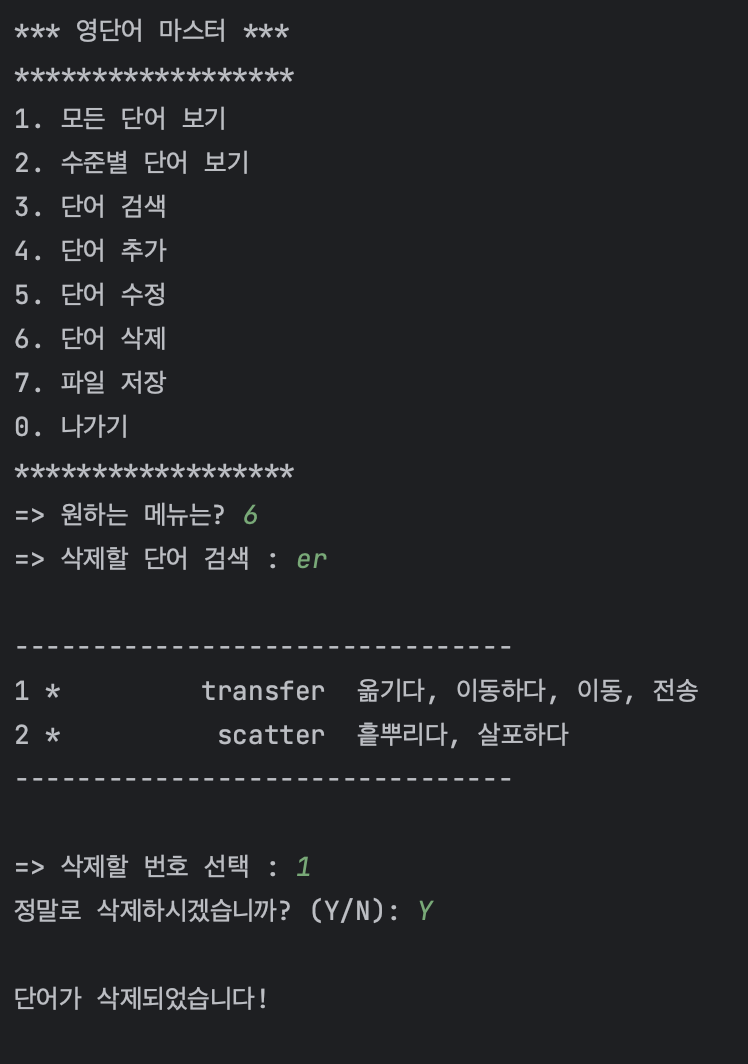 *** 영단어 마스터 ***
******************
1. 모든 단어 보기
2. 수준별 단어 보기
3. 단어 검색
4. 단어 추가
5. 단어 수정
6. 단어 삭제
7. 파일 저장
0. 나가기
******************
=> 원하는 메뉴는? 6
=> 삭제할 단어 검색 : er
--------------------------------
1 * transfer 옮기다, 이동하다, 이동, 전송
2 * scatter 흩뿌리다, 살포하다
--------------------------------
=> 삭제할 번호 선택 : 1
정말로 삭제하시겠습니까? (Y/N): Y
단어가 삭제되었습니다!